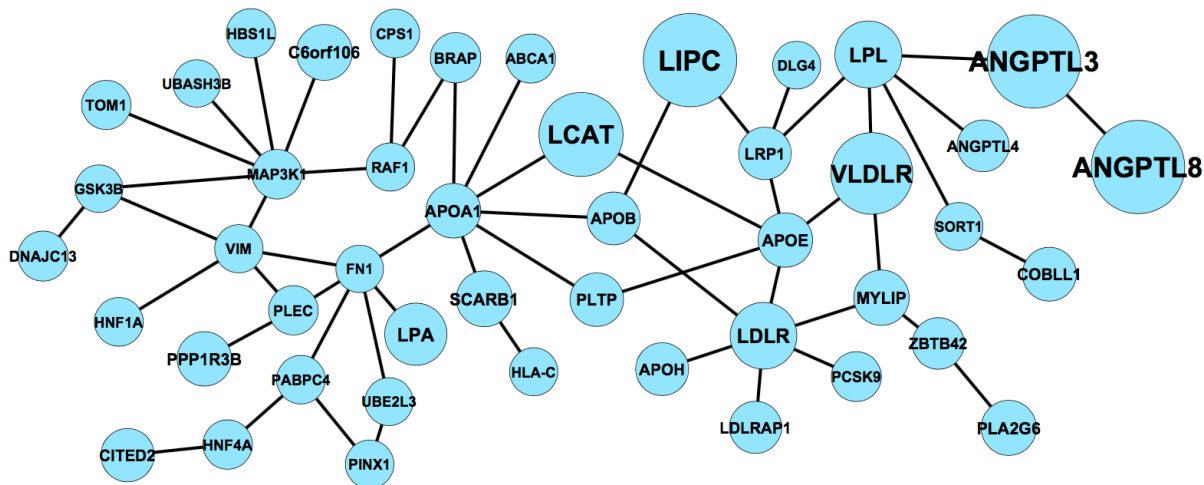 HBS1L
C6orf106
CPS1
BRAP
ABCA1
LIPC
DLG4
LPL
ANGPTL3
UBASH3B
TOM1
LCAT
LRP1
ANGPTL4
ANGPTL8
MAP3K1
RAF1
VLDLR
GSK3B
APOA1
APOB
APOE
SORT1
DNAJC13
VIM
FN1
COBLL1
HNF1A
PLEC
SCARB1
PLTP
MYLIP
LPA
LDLR
ZBTB42
PPP1R3B
HLA-C
APOH
PCSK9
PABPC4
UBE2L3
LDLRAP1
PLA2G6
CITED2
HNF4A
PINX1